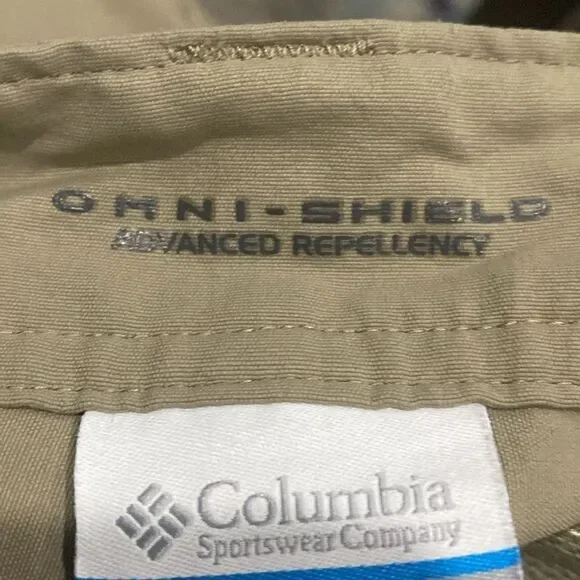 OMNI-SHIELD
ADVANCED REPELLENCY
Columbia
Sportswear Company